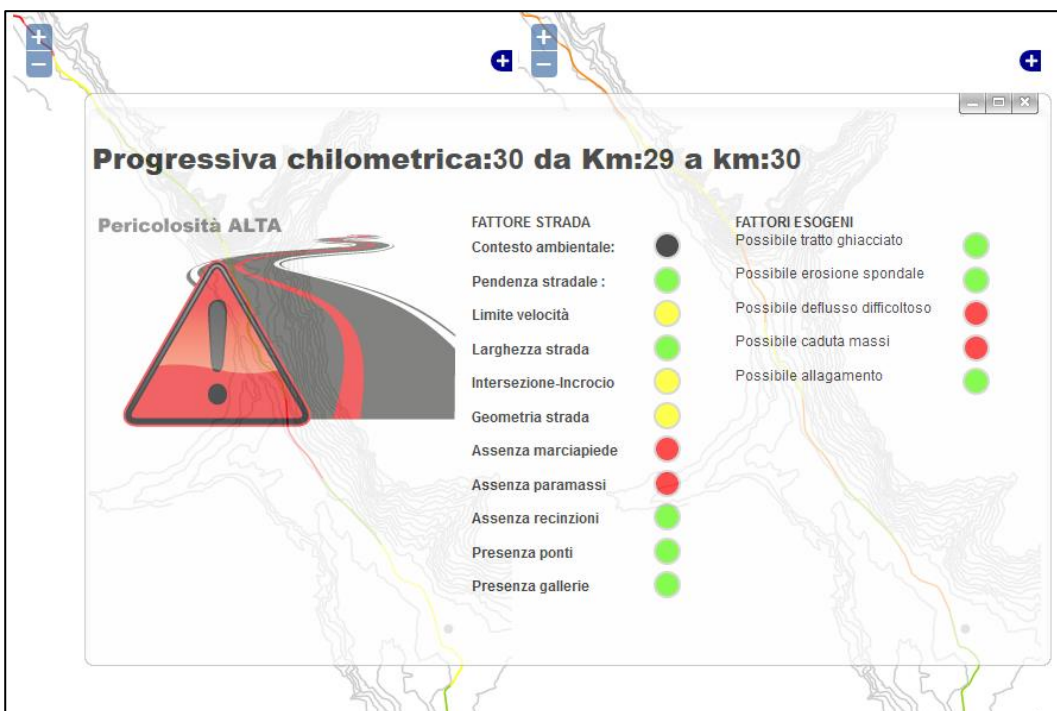 Progressiva chilometrica:30 da Km:29 a km:30
Pericolosità ALTA
FATTORE STRADA
Contesto ambientale:
Pendenza stradale :
Limite velocità
Larghezza strada
Intersezione-Incrocio
Geometria strada
Assenza marciapiede
Assenza paramassi
Assenza recinzioni
Presenza ponti
Presenza gallerie
FATTORI ESOGENI
Possibile tratto ghiacciato
Possibile erosione spondale
Possibile deflusso difficoltoso
Possibile caduta massi
Possibile allagamento